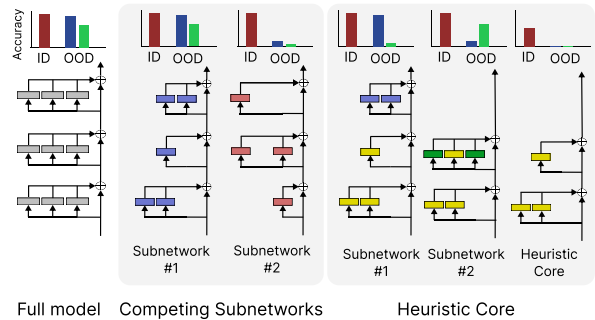 Accuracy
ID OOD
ID OOD
ID OOD
ID OOD
ID OOD
ID OOD
Subnetwork
#1
Subnetwork
#2
Subnetwork
#1
Subnetwork
#2
Heuristic
Core
Full model
Competing Subnetworks
Heuristic Core